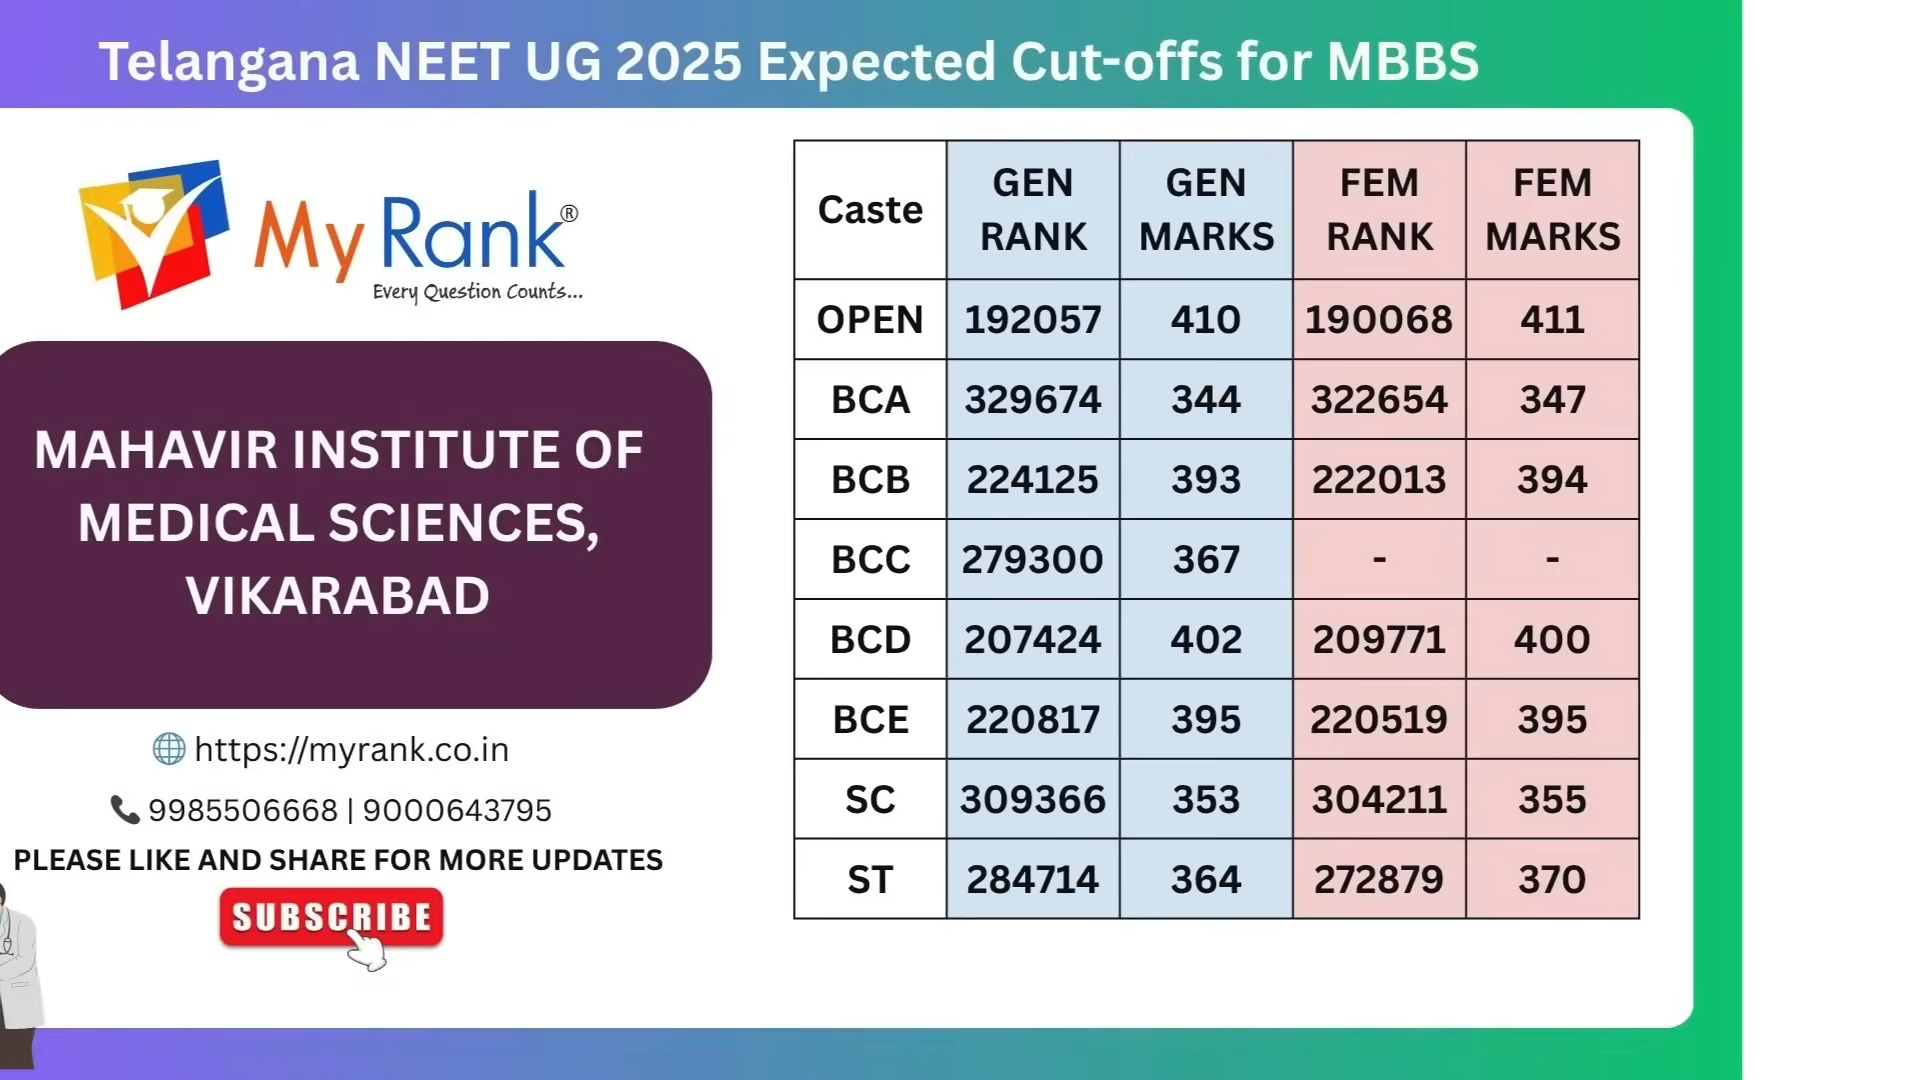 Telangana NEET UG 2025 Expected Cut-offs for MBBS
My Rank®
Every Question Counts...
MAHAVIR INSTITUTE OF
MEDICAL SCIENCES,
VIKARABAD
https://myrank.co.in
9985506668 | 9000643795
PLEASE LIKE AND SHARE FOR MORE UPDATES
SUBSCRIBE
Caste GEN RANK GEN MARKS FEM RANK FEM MARKS
OPEN 192057 410 190068 411
BCA 329674 344 322654 347
BCB 224125 393 222013 394
BCC 279300 367 - -
BCD 207424 402 209771 400
BCE 220817 395 220519 395
SC 309366 353 304211 355
ST 284714 364 272879 370